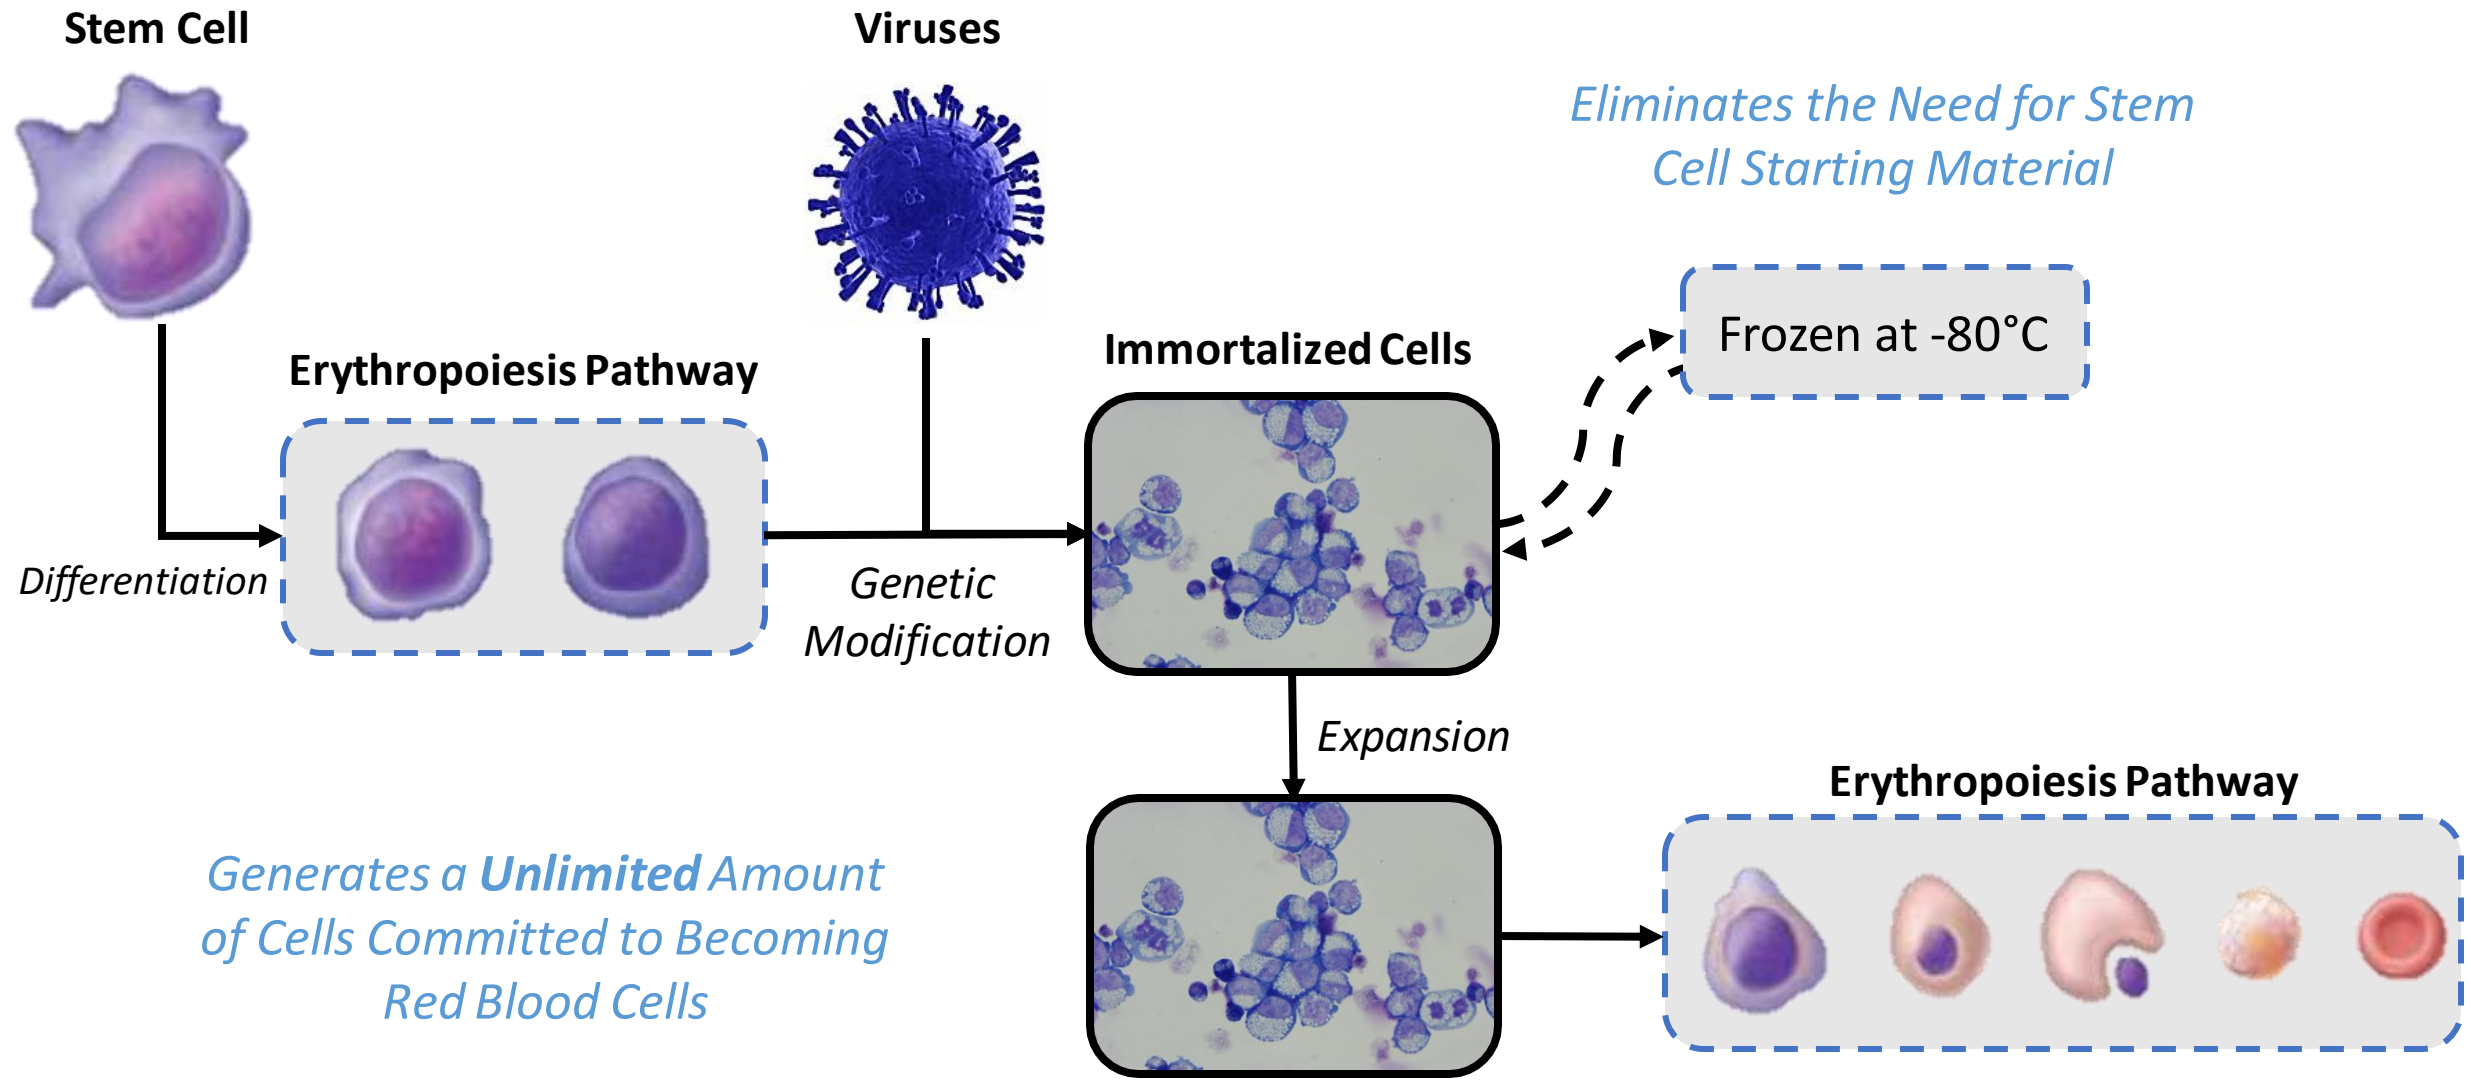 Stem Cell
Viruses
Eliminates the Need for Stem
Cell Starting Material
Frozen at -80°C
Immortalized Cells
Erythropoiesis Pathway
Differentiation
Genetic
Modification
Expansion
Erythropoiesis Pathway
Generates a Unlimited Amount
of Cells Committed to Becoming
Red Blood Cells